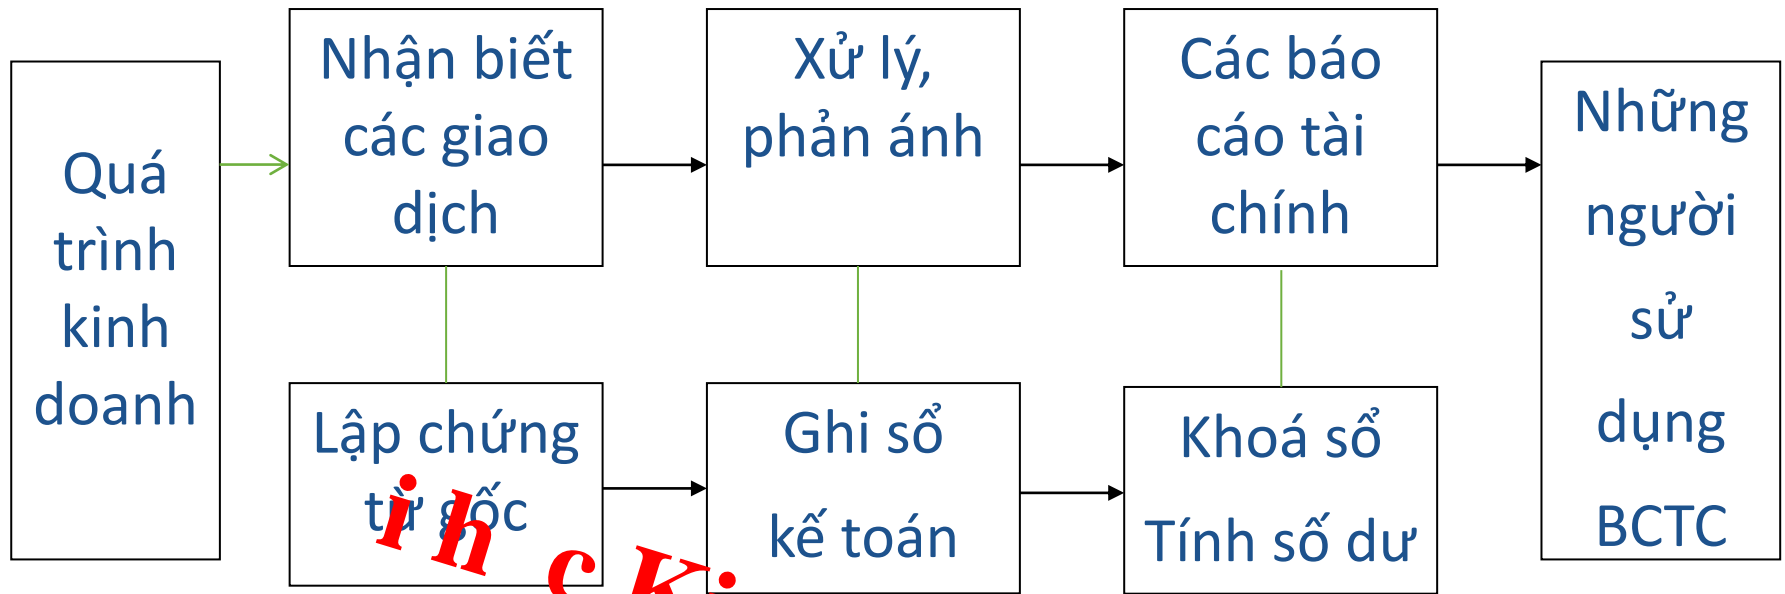 Quá
trình
kinh
doanh
Nhận biết
các giao
dịch
Xử lý,
phản ánh
Các báo
cáo tài
chính
Những
người
sử
dụng
BCTC
Lập chứng
từ gốc
Ghi sổ
kế toán
Khoá sổ
Tính số dư